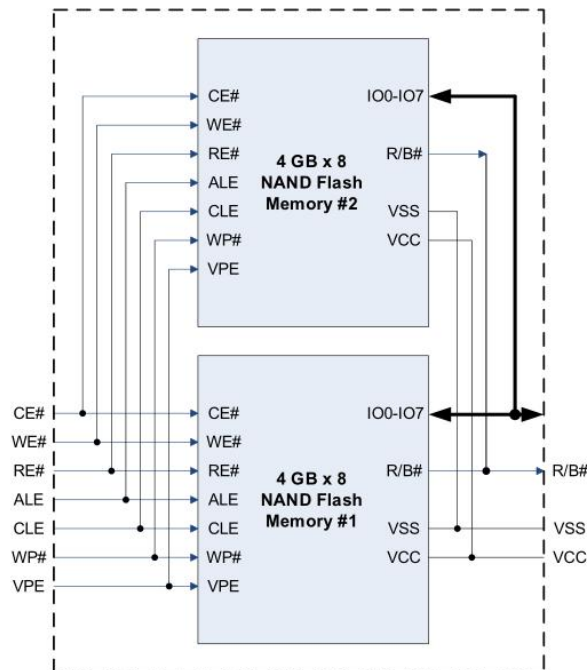 CE#
IO0-IO7
WE#
RE#
R/B#
4 GB x 8
NAND Flash
Memory #2
ALE
CLE
VSS
WP#
VCC
VPE
CE#
CE#
IO0-IO7
WE#
WE#
RE#
RE#
R/B#
R/B#
4 GB x 8
NAND Flash
Memory #1
ALE
ALE
CLE
CLE
VSS
VSS
WP#
WP#
VCC
VCC
VPE
VPE